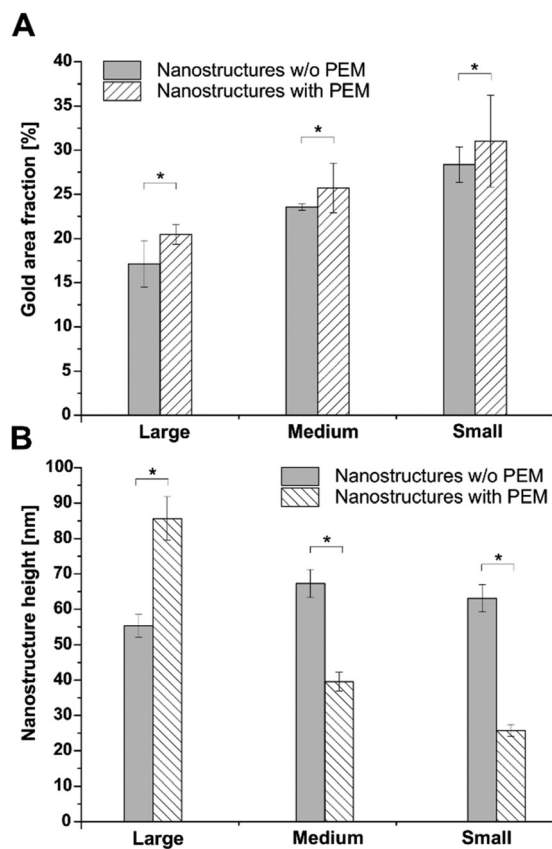 A
Nanostructures w/o PEM
Nanostructures with PEM
Gold area fraction [%]
40
35
30
25
20
15
10
5
0
*
*
*
Large Medium Small
B
Nanostructures w/o PEM
Nanostructures with PEM
Nanostructure height [nm]
100
90
80
70
60
50
40
30
20
10
0
*
*
*
Large Medium Small